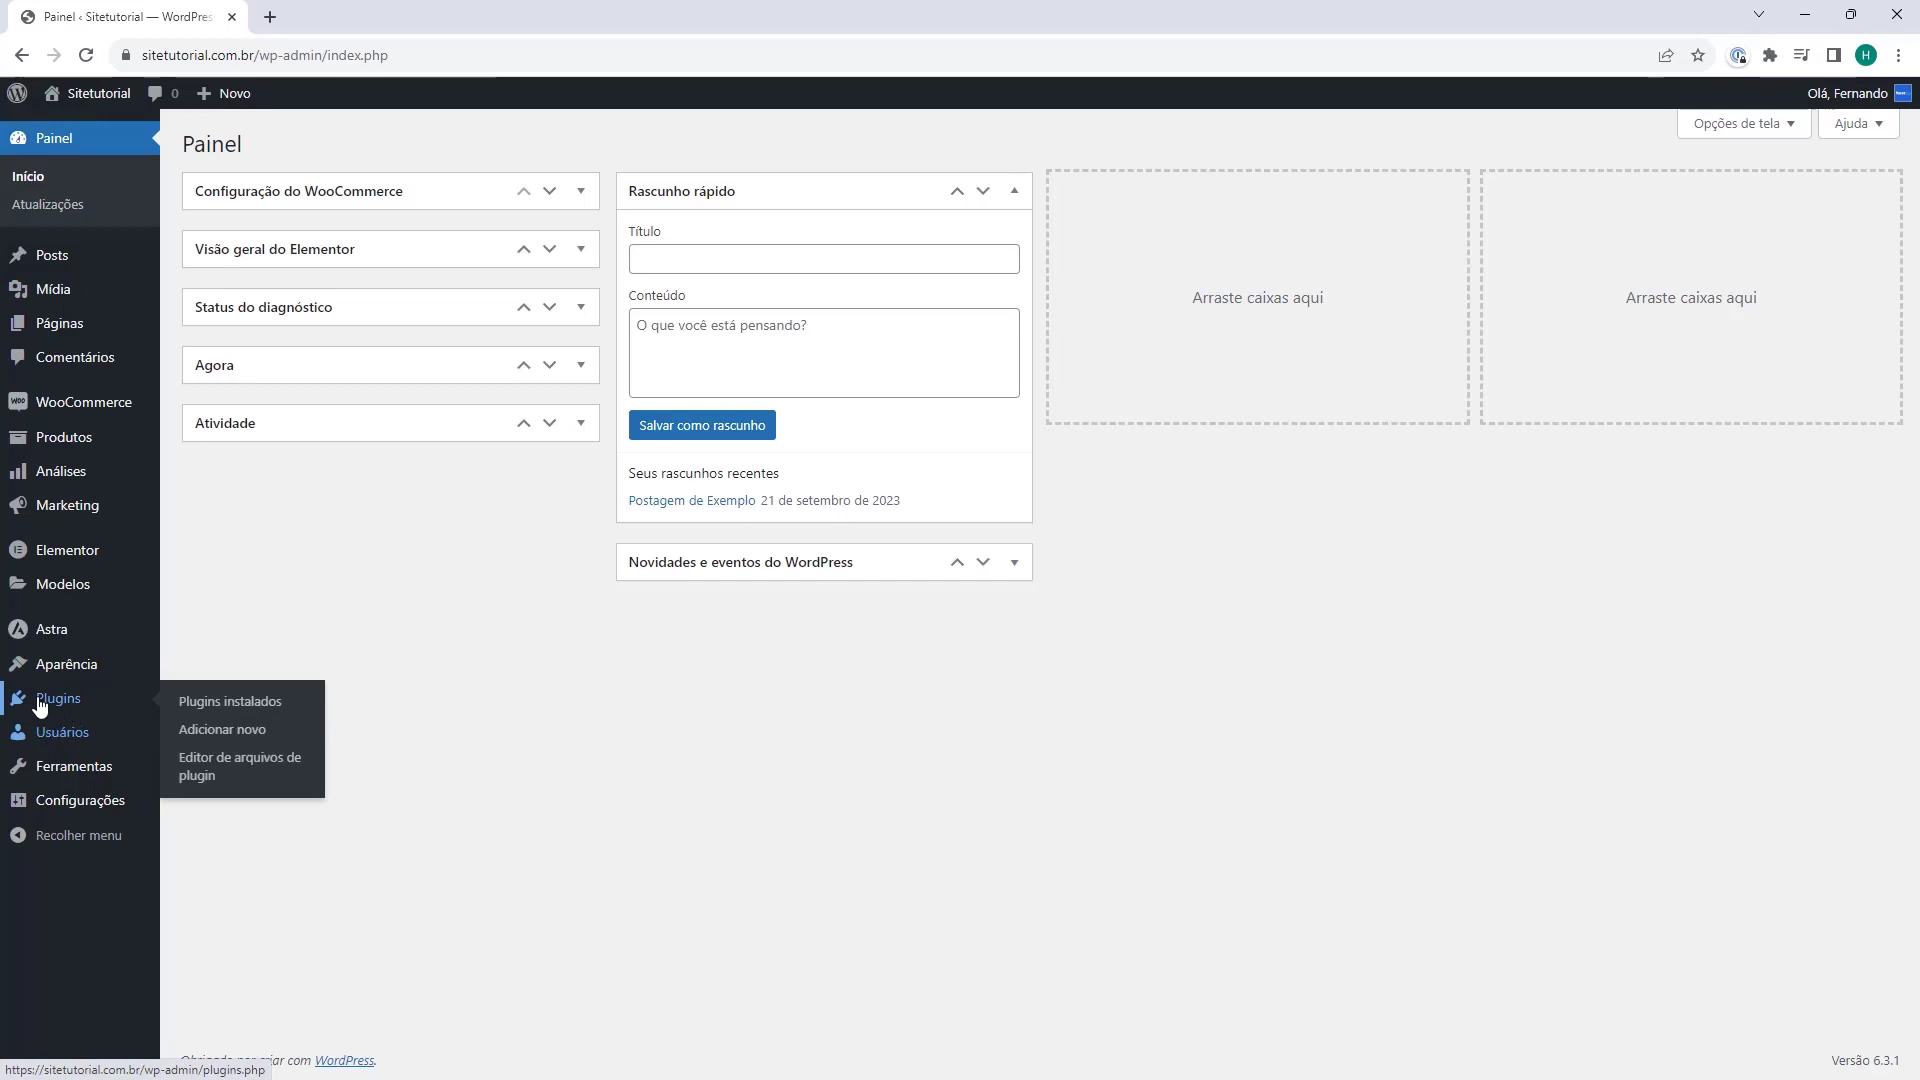 Painel ‹ Sitetutorial — WordPres
sitetutorial.com.br/wp-admin/index.php
H
Sitetutorial
0
Novo
Olá, Fernando
Opções de tela
Ajuda
Painel
Início
Atualizações
Posts
Mídia
Páginas
Comentários
WooCommerce
Produtos
Análises
Marketing
Elementor
Modelos
Astra
Aparência
Plugins
Usuários
Ferramentas
Configurações
Recolher menu
Plugins instalados
Adicionar novo
Editor de arquivos de
plugin
Painel
Configuração do WooCommerce
Visão geral do Elementor
Status do diagnóstico
Agora
Atividade
Rascunho rápido
Título
Conteúdo
O que você está pensando?
Salvar como rascunho
Seus rascunhos recentes
Postagem de Exemplo 21 de setembro de 2023
Novidades e eventos do WordPress
Arraste caixas aqui
Arraste caixas aqui
Obrigado por criar com WordPress.
Versão 6.3.1
https://sitetutorial.com.br/wp-admin/plugins.php